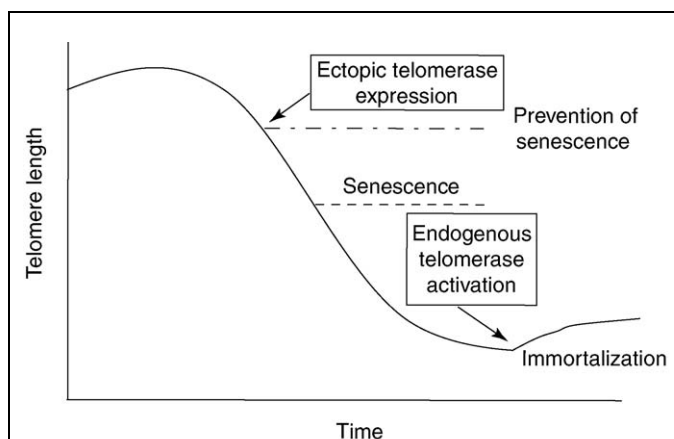 Ectopic telomerase
expression
Prevention of
senescence
Senescence
Endogenous
telomerase
activation
Immortalization
Telomere length
Time